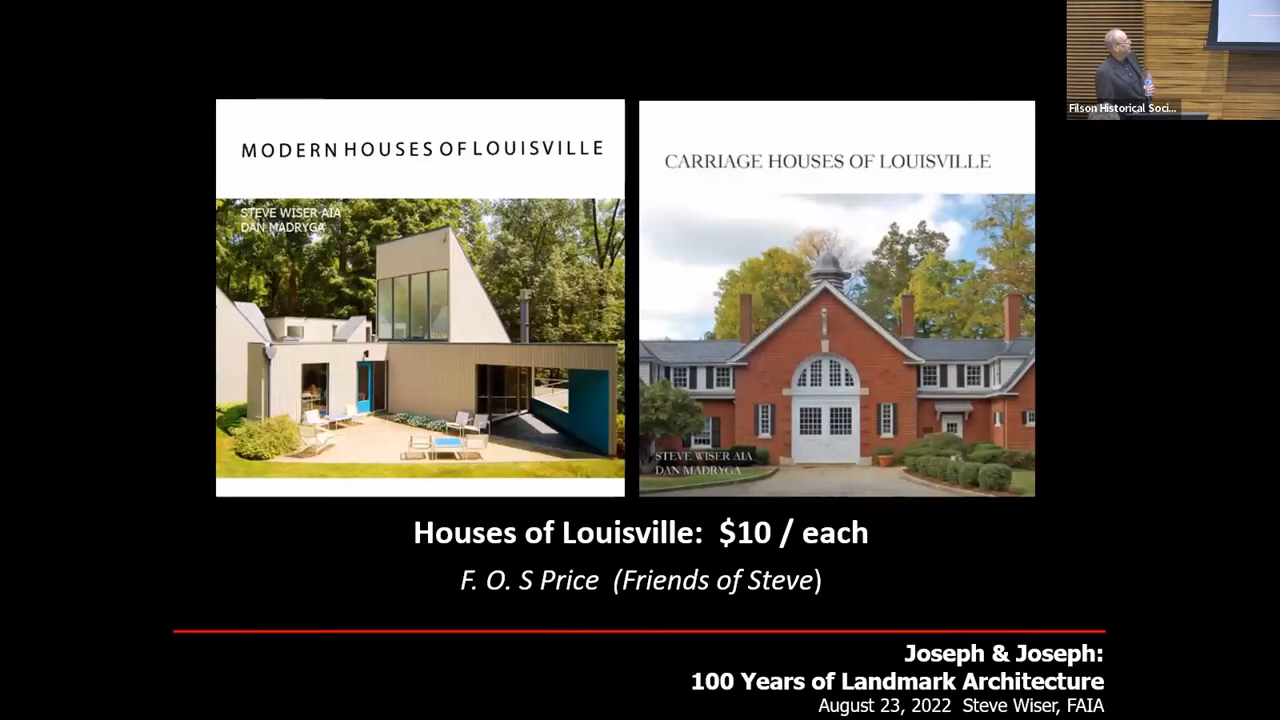 Filson Historical Soci...
MODERN HOUSES OF LOUISVILLE
STEVE WISER AIA
DAN MADRYGA
CARRIAGE HOUSES OF LOUISVILLE
STEVE WISER AIA
DAN MADRYGA
Houses of Louisville: $10 / each
F. O. S Price (Friends of Steve)
Joseph & Joseph:
100 Years of Landmark Architecture
August 23, 2022 Steve Wiser, FAIA